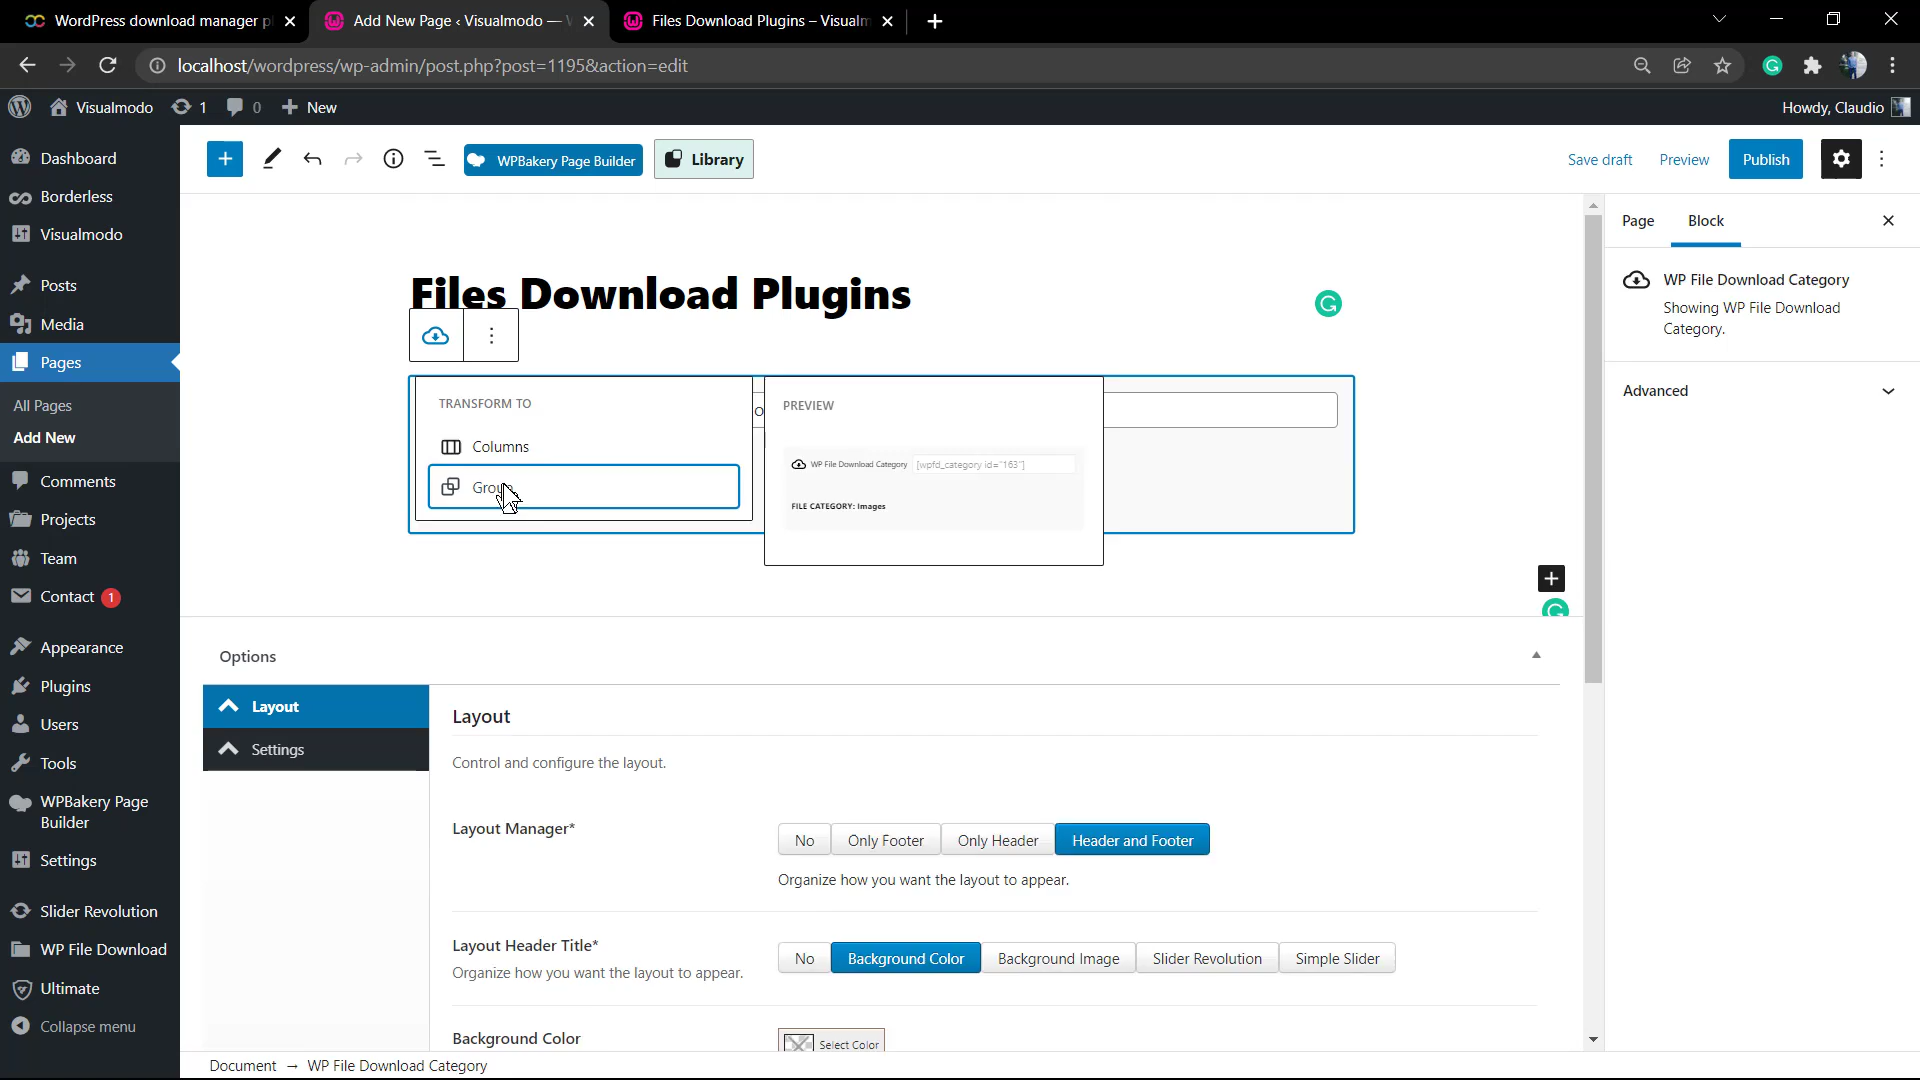 WordPress download manager p
Add New Page ‹ Visualmodo —
Files Download Plugins – Visualm
localhost/wordpress/wp-admin/post.php?post=1195&action=edit
Visualmodo 1 0 New
Howdy, Claudio
Dashboard
Borderless
Visualmodo
Posts
Media
Pages
All Pages
Add New
Comments
Projects
Team
Contact 1
Appearance
Plugins
Users
Tools
WPBakery Page
Builder
Settings
Slider Revolution
WP File Download
Ultimate
Collapse menu
WPBakery Page Builder
Library
Save draft
Preview
Publish
Files Download Plugins
TRANSFORM TO
Columns
Group
PREVIEW
WP File Download Category [wpfd_category id="163"]
FILE CATEGORY: Images
Page
Block
WP File Download Category
Showing WP File Download
Category.
Advanced
Options
Layout
Settings
Layout
Control and configure the layout.
Layout Manager*
No Only Footer Only Header Header and Footer
Organize how you want the layout to appear.
Layout Header Title*
Organize how you want the layout to appear.
No Background Color Background Image Slider Revolution Simple Slider
Background Color
Select Color
Document → WP File Download Category